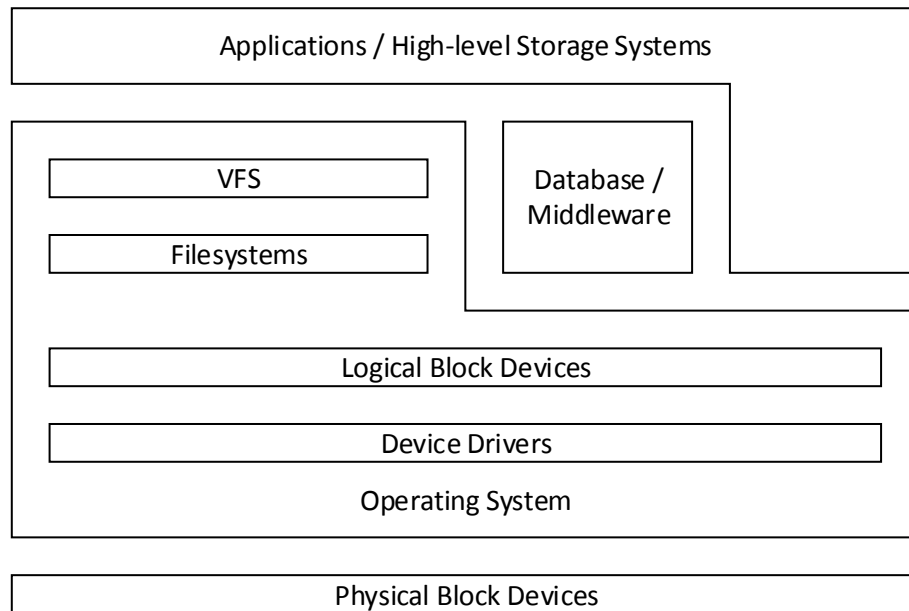 Applications / High-level Storage Systems
VFS
Database /
Middleware
Filesystems
Logical Block Devices
Device Drivers
Operating System
Physical Block Devices